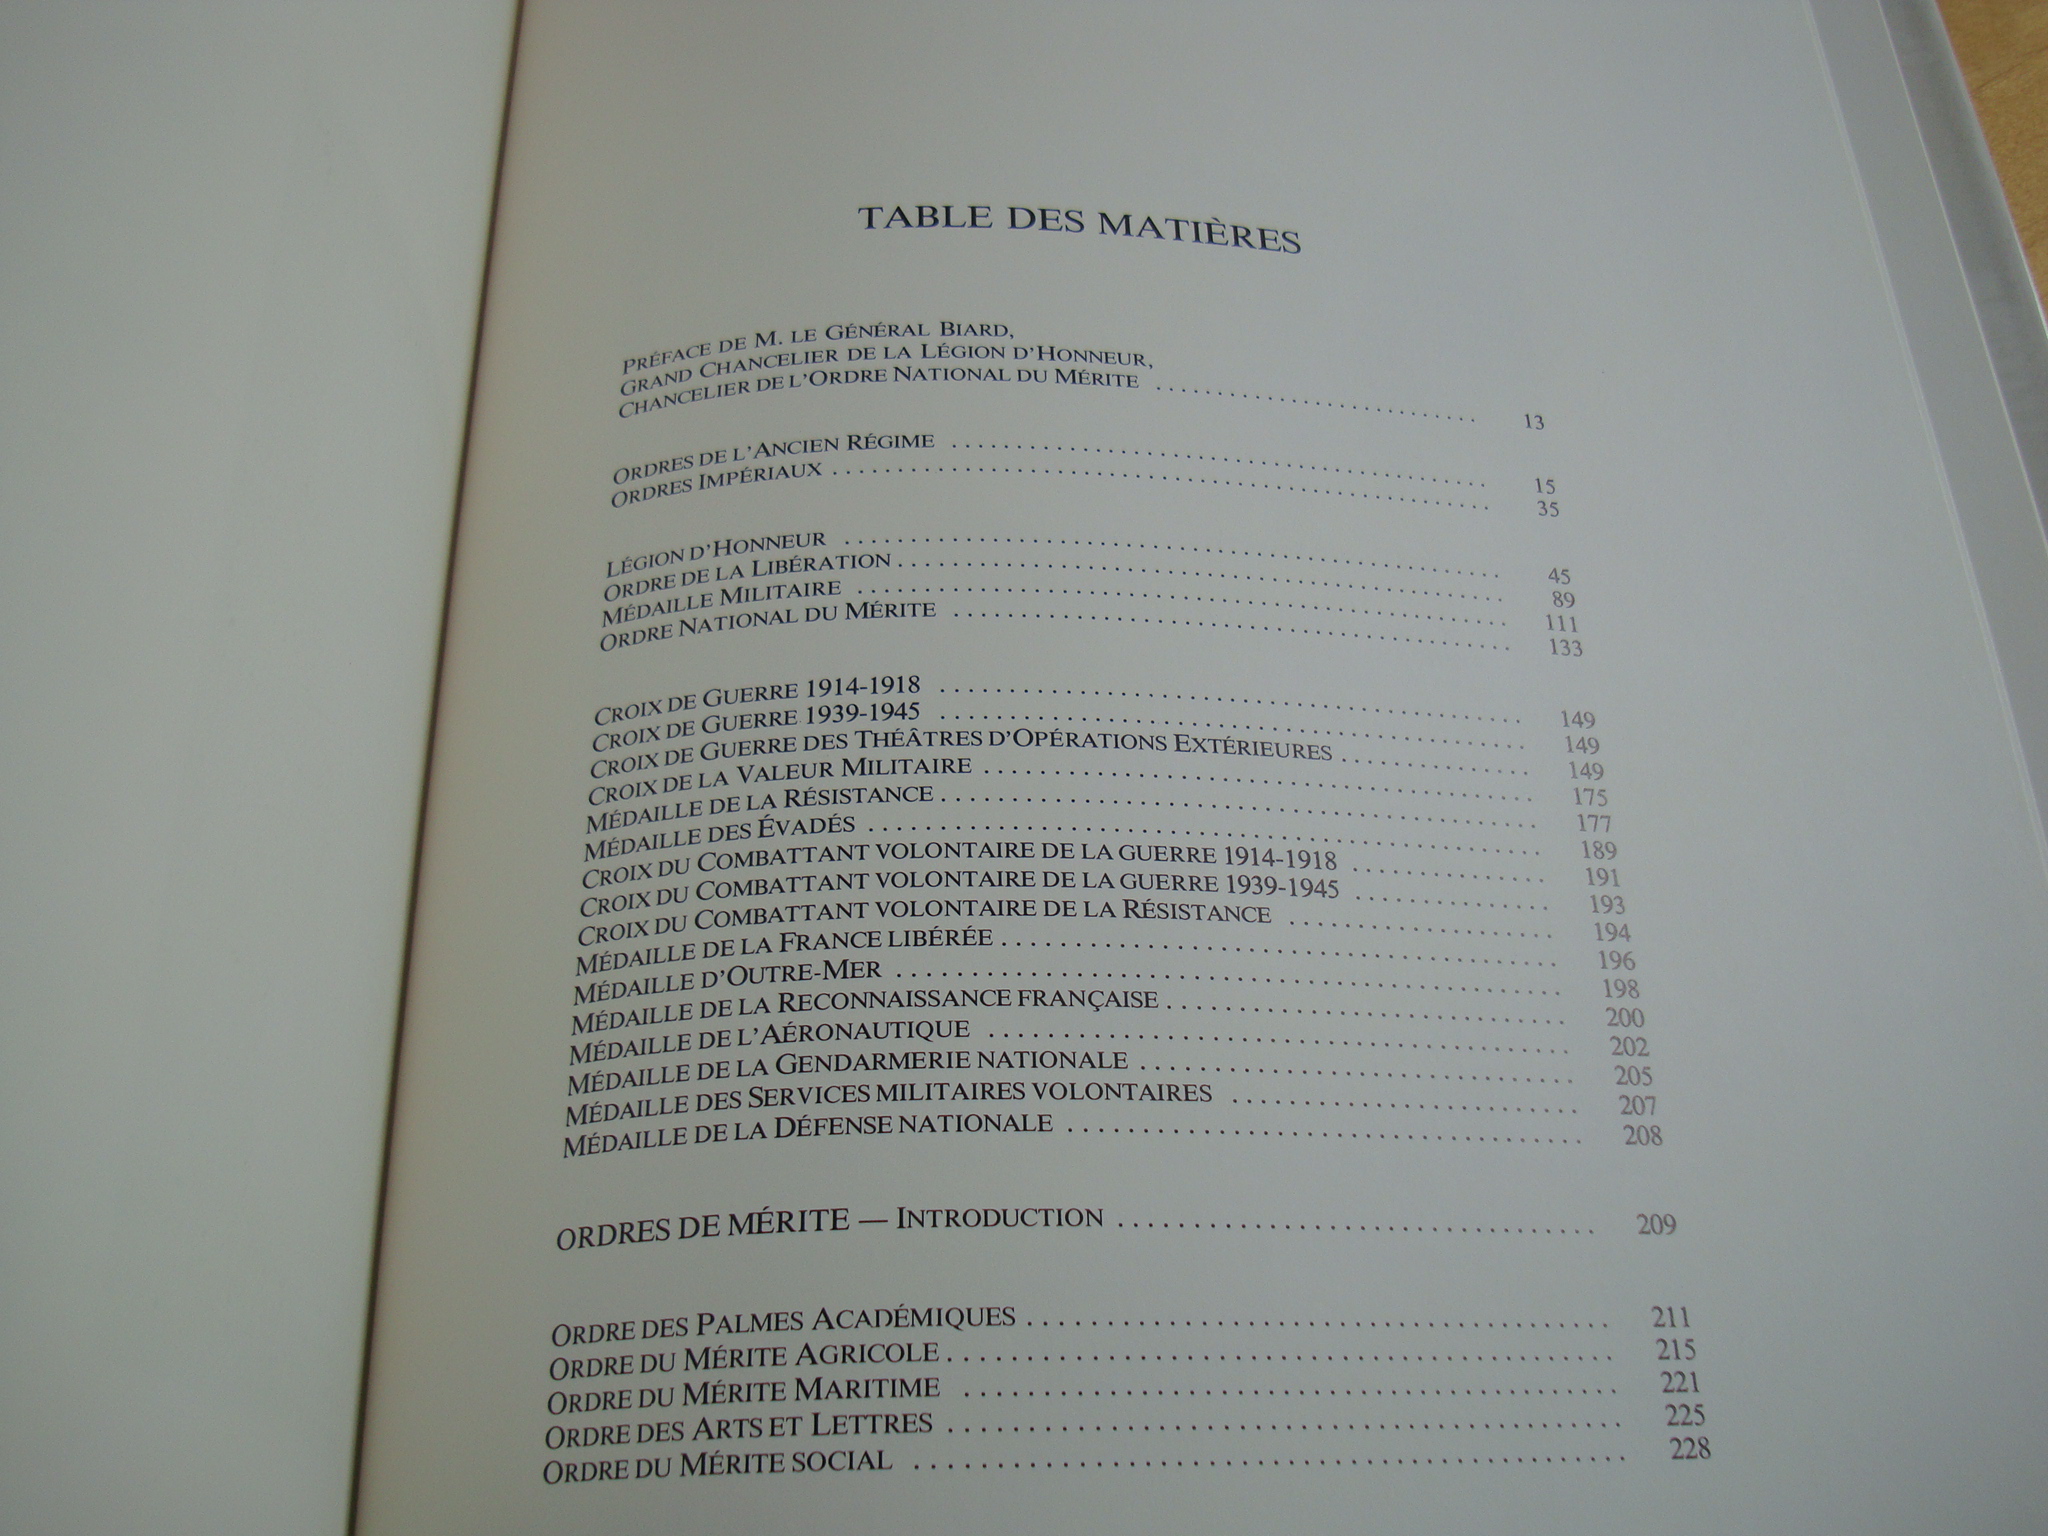 TABLE DES MATIÈRES
PRÉFACE DE M. LE GÉNÉRAL BIARD,
GRAND CHANCELIER DE LA LÉGION D'HONNEUR,
CHANCELIER DE L'ORDRE NATIONAL DU MÉRITE .......................... 13
ORDRES DE L'ANCIEN RÉGIME .......................... 15
ORDRES IMPÉRIAUX .......................... 35
LÉGION D'HONNEUR .......................... 45
ORDRE DE LA LIBÉRATION .......................... 89
MÉDAILLE MILITAIRE .......................... 111
ORDRE NATIONAL DU MÉRITE .......................... 133
CROIX DE GUERRE 1914-1918 .......................... 149
CROIX DE GUERRE 1939-1945 .......................... 149
CROIX DE GUERRE DES THÉÂTRES D'OPÉRATIONS EXTÉRIEURES .............. 149
CROIX DE LA VALEUR MILITAIRE .......................... 175
MÉDAILLE DE LA RÉSISTANCE .......................... 177
MÉDAILLE DES ÉVADÉS .......................... 189
CROIX DU COMBATTANT VOLONTAIRE DE LA GUERRE 1914-1918 .............. 191
CROIX DU COMBATTANT VOLONTAIRE DE LA GUERRE 1939-1945 .............. 193
CROIX DU COMBATTANT VOLONTAIRE DE LA RÉSISTANCE .................. 194
MÉDAILLE DE LA FRANCE LIBÉRÉE .......................... 196
MÉDAILLE D'OUTRE-MER .......................... 198
MÉDAILLE DE LA RECONNAISSANCE FRANÇAISE .......................... 200
MÉDAILLE DE L'AÉRONAUTIQUE .......................... 202
MÉDAILLE DE LA GENDARMERIE NATIONALE .......................... 205
MÉDAILLE DES SERVICES MILITAIRES VOLONTAIRES .......................... 207
MÉDAILLE DE LA DÉFENSE NATIONALE .......................... 208
ORDRES DE MÉRITE — INTRODUCTION .......................... 209
ORDRE DES PALMES ACADÉMIQUES .......................... 211
ORDRE DU MÉRITE AGRICOLE .......................... 215
ORDRE DU MÉRITE MARITIME .......................... 221
ORDRE DES ARTS ET LETTRES .......................... 225
ORDRE DU MÉRITE SOCIAL .......................... 228